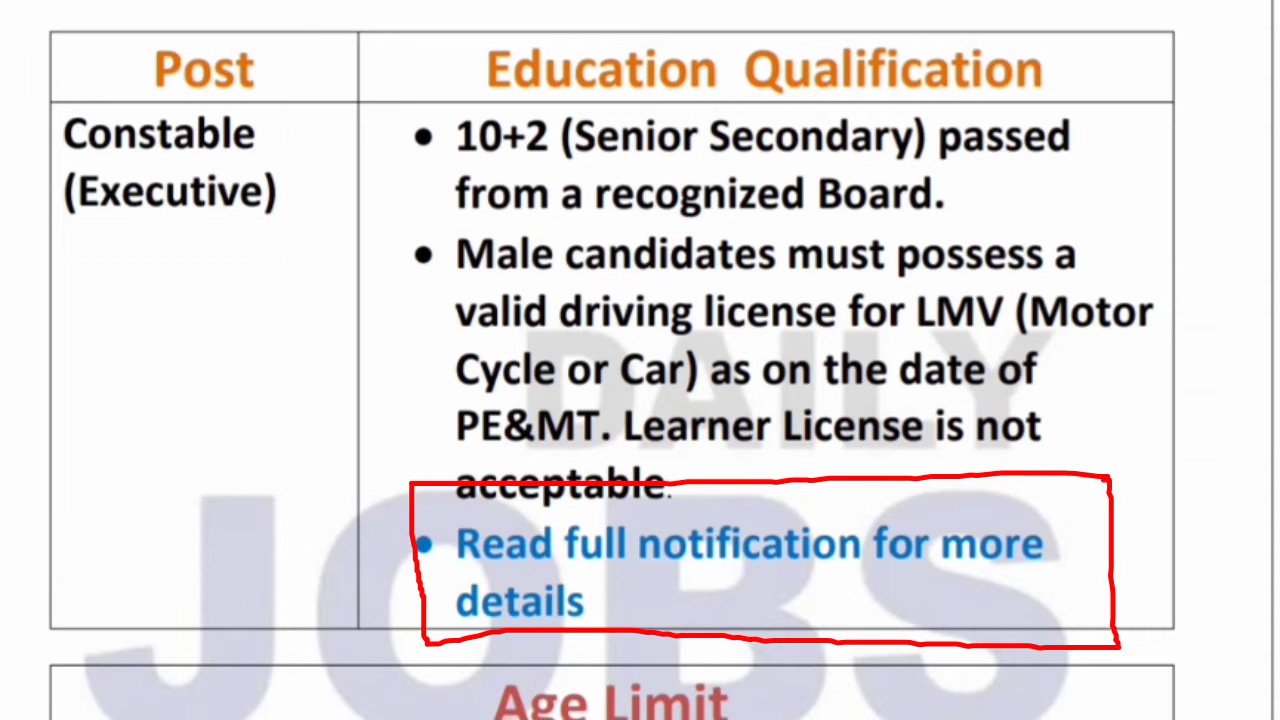 Post
Education Qualification
Constable
(Executive)
• 10+2 (Senior Secondary) passed
from a recognized Board.
• Male candidates must possess a
valid driving license for LMV (Motor
Cycle or Car) as on the date of
PE&MT. Learner License is not
acceptable.
• Read full notification for more
details
Age Limit
DAILY
JOBS